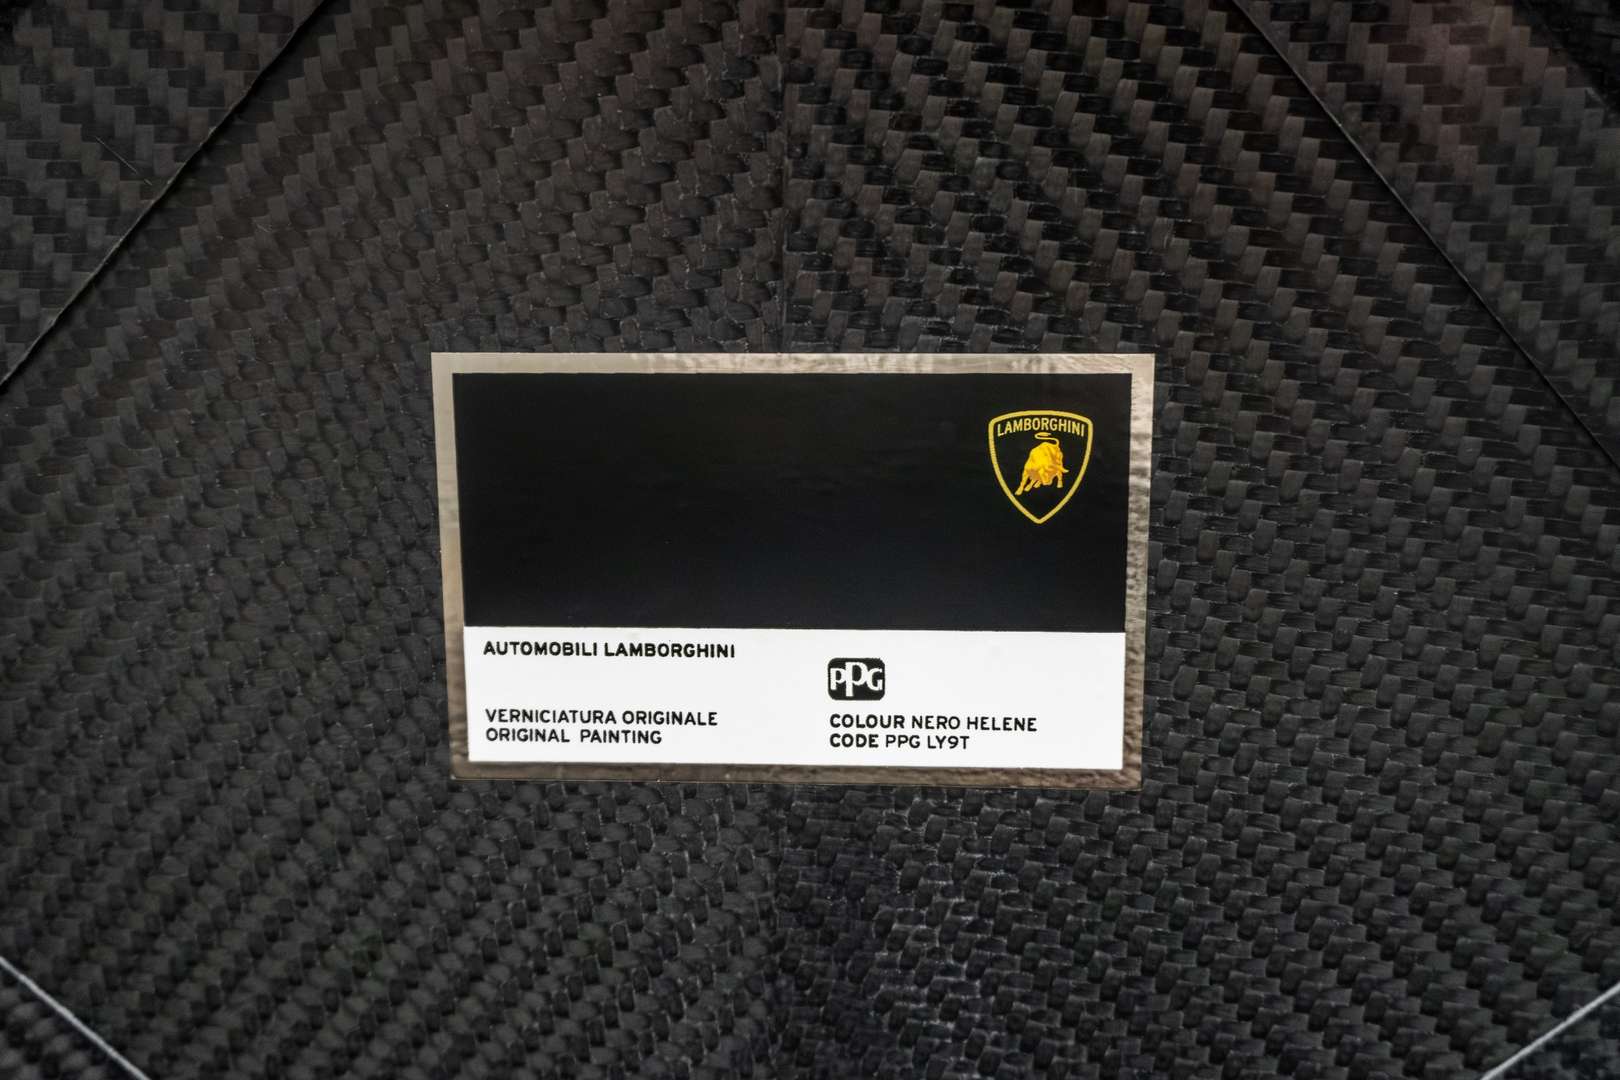 LAMBORGHINI
AUTOMOBILI LAMBORGHINI
VERNICIATURA ORIGINALE
ORIGINAL PAINTING
PPG
COLOUR NERO HELENE
CODE PPG LY9T